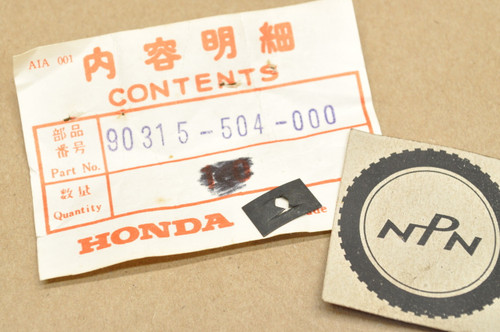 A1A 001
内容明細
CONTENTS
部品
番号
Part No.
90315-504-000
数量
Quantity
HONDA
NPN